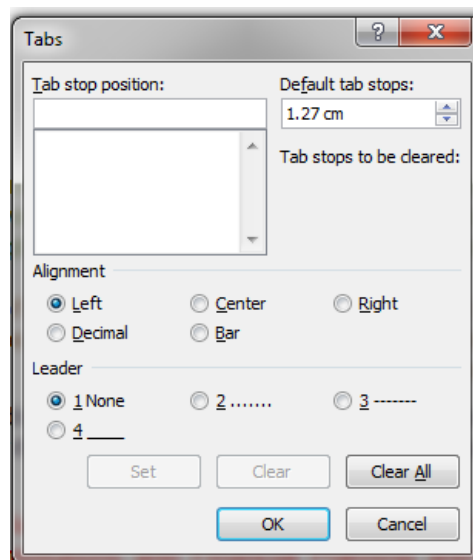 Tabs
Tab stop position: Default tab stops:
1.27 cm
Tab stops to be cleared:
Alignment
Left Center Right
Decimal Bar
Leader
1 None 2 ....... 3 -------
4 ____
Set Clear Clear All
OK Cancel